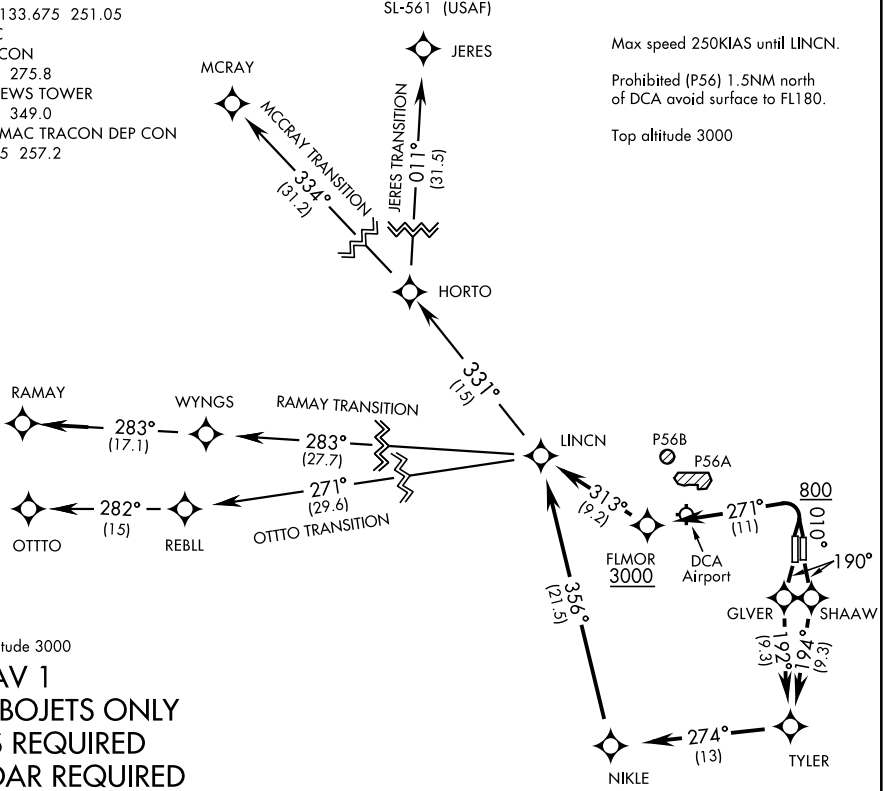 133.675 251.05
C
CON
275.8
EWS TOWER
349.0
MAC TRACON DEP CON
5 257.2
SL-561 (USAF)
Max speed 250KIAS until LINCN.
Prohibited (P56) 1.5NM north
of DCA avoid surface to FL180.
Top altitude 3000
JERES
MCRAY
MCCRAY TRANSITION
334°
(31.2)
JERES TRANSITION
011°
(31.5)
HORTO
331°
(15)
RAMAY
283°
(17.1)
WYNGS
RAMAY TRANSITION
283°
(27.7)
LINCN
P56B
P56A
271°
(29.6)
OTTTO TRANSITION
282°
(15)
OTTTO
REBLL
313°
(9.2)
FLMOR
3000
DCA
Airport
271°
(11)
800
010°
190°
GLVER
SHAAW
192°
(9.3)
194°
(9.3)
356°
(21.5)
274°
(13)
TYLER
NIKLE
tude 3000
AV 1
BOJETS ONLY
S REQUIRED
DAR REQUIRED